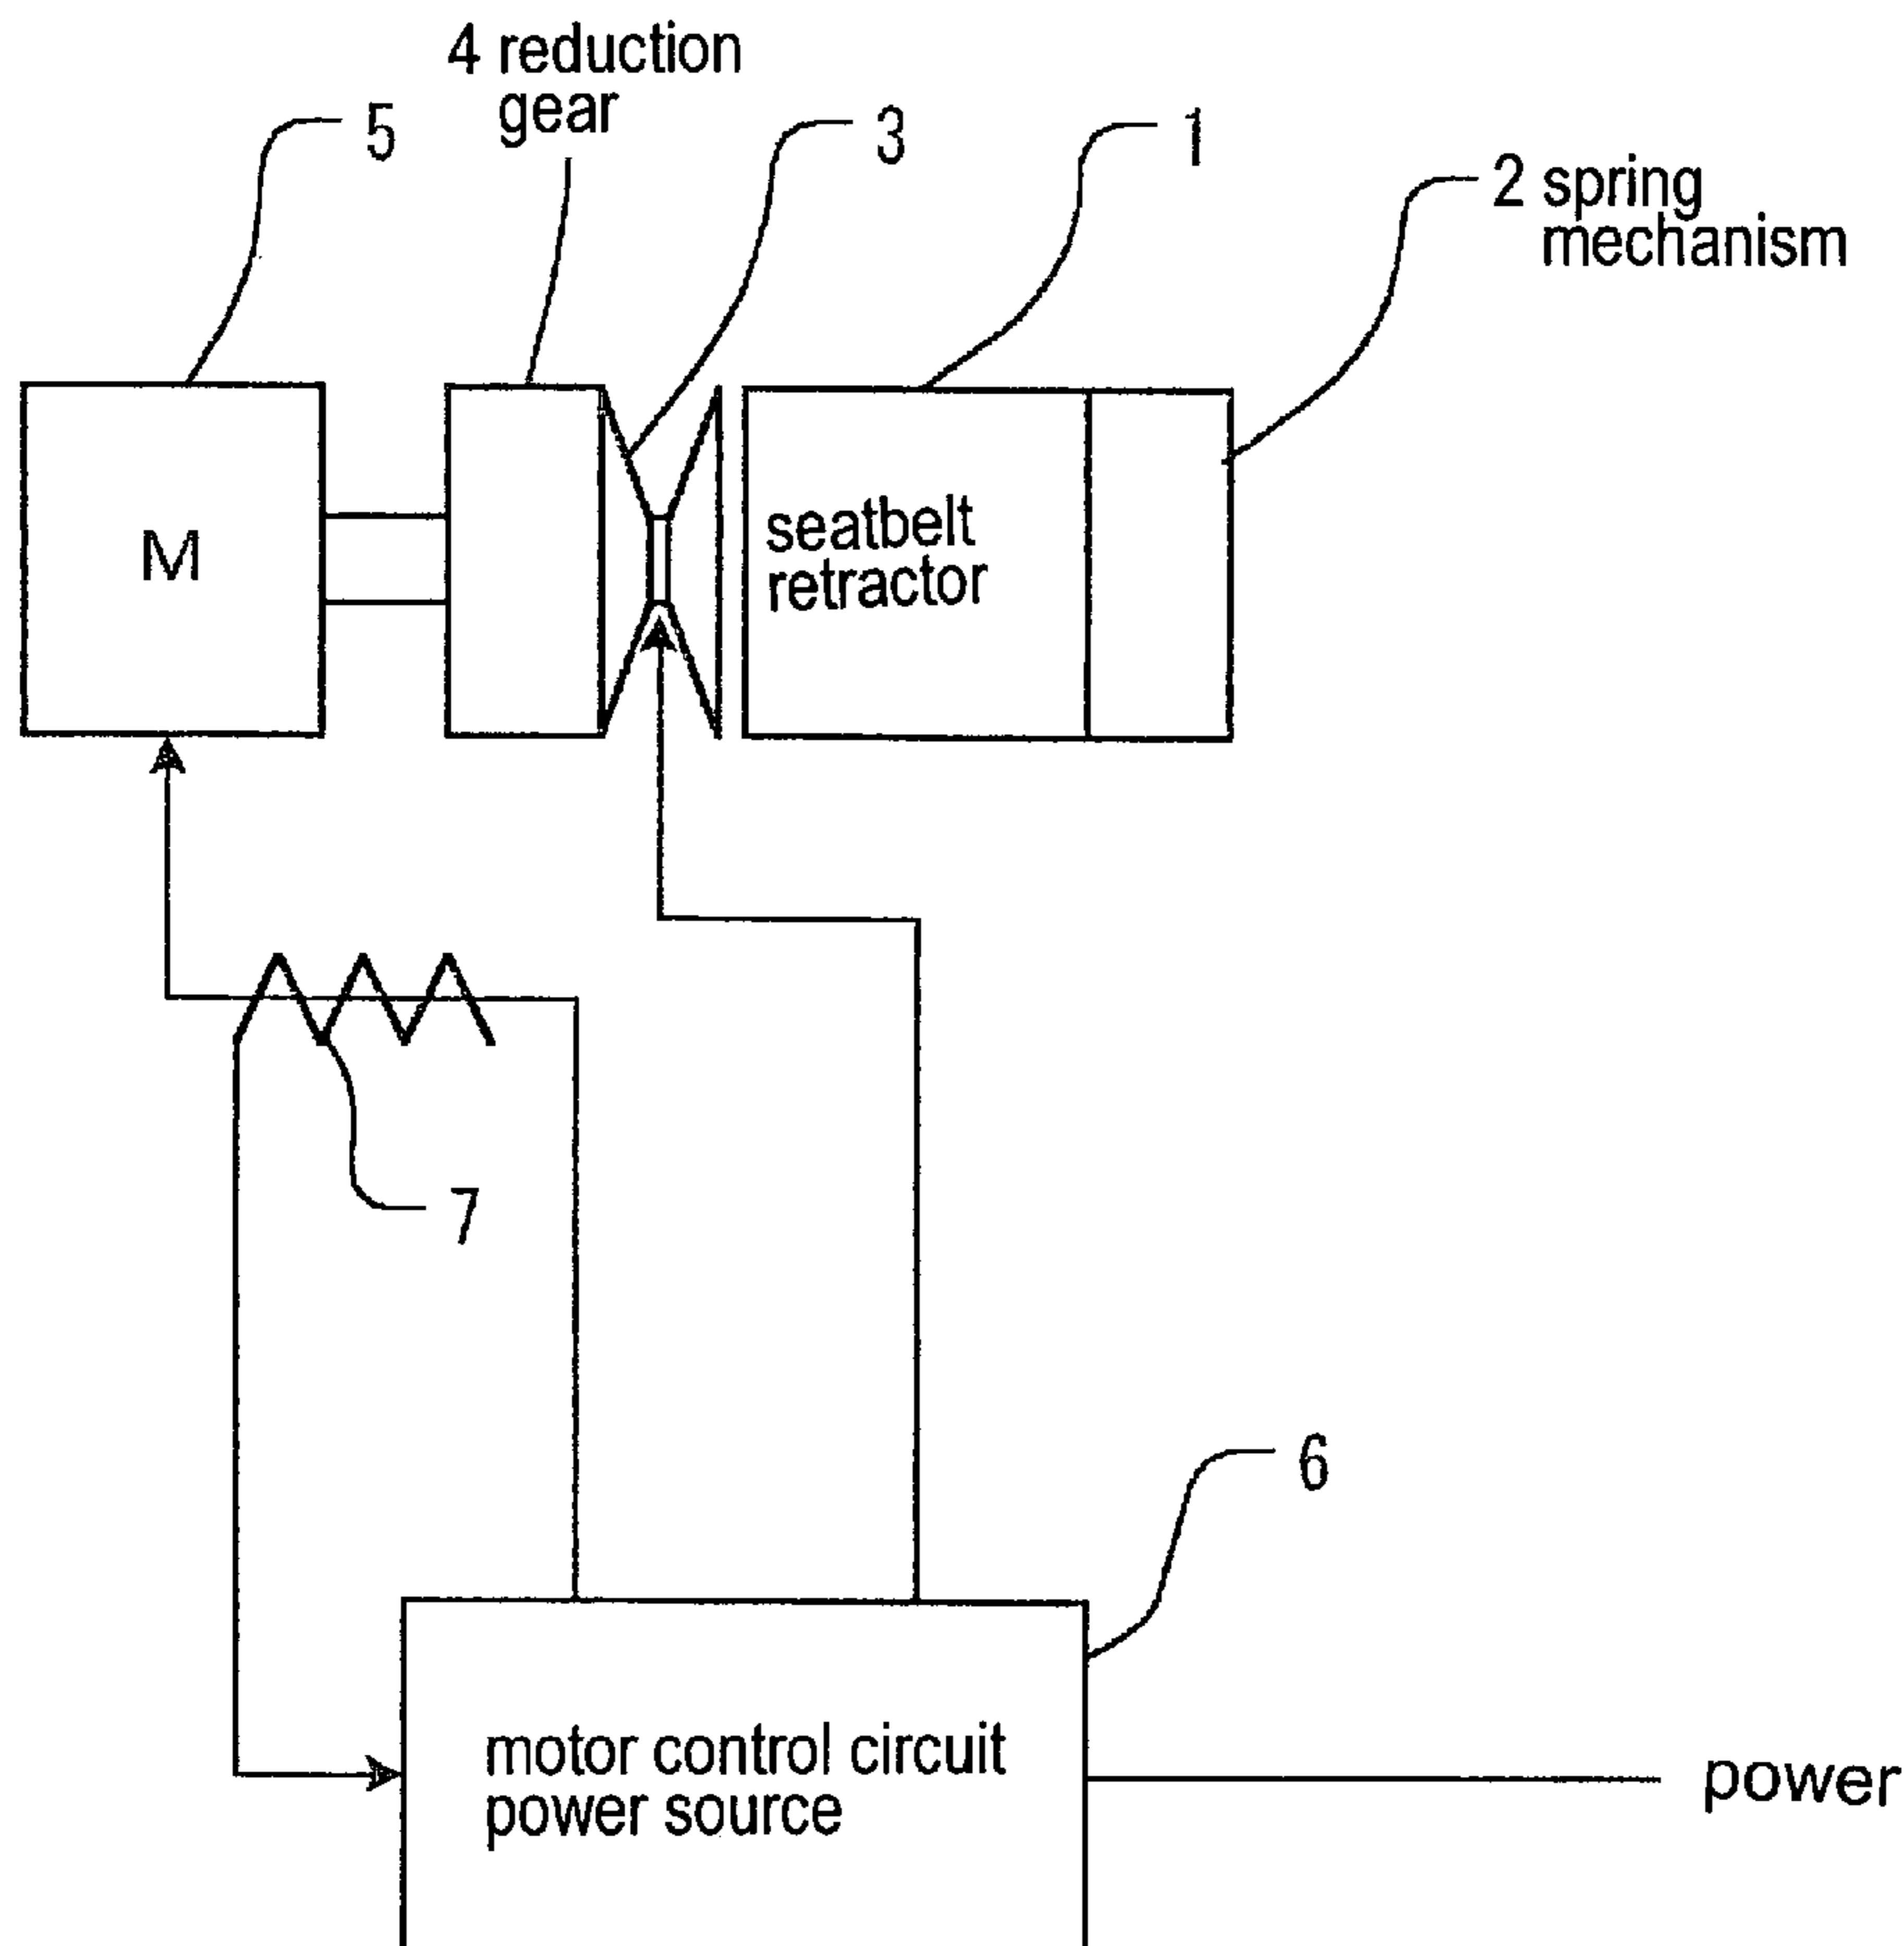 4 reduction
gear
5
3
1
2 spring
mechanism
M
seatbelt
retractor
7
6
motor control circuit
power source
power